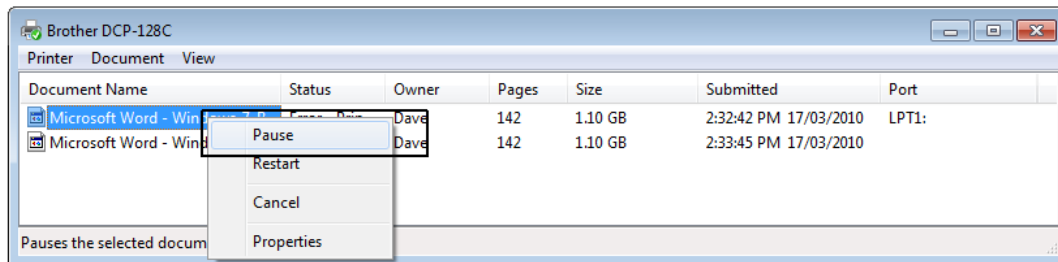 Brother DCP-128C
Printer Document View
Document Name Status Owner Pages Size Submitted Port
Microsoft Word - Windows 7 Dave 142 1.10 GB 2:32:42 PM 17/03/2010 LPT1:
Microsoft Word - Wind Dave 142 1.10 GB 2:33:45 PM 17/03/2010
Pause
Restart
Cancel
Properties
Pauses the selected docum